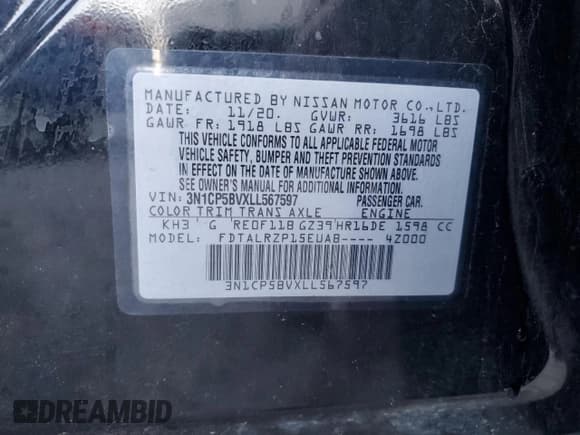 MANUFACTURED BY NISSAN MOTOR CO.,LTD.
DATE: 11/20. GVWR: 3616 LBS
GAWR FR: 1918 LBS GAWR RR: 1698 LBS
THIS VEHICLE CONFORMS TO ALL APPLICABLE FEDERAL MOTOR
VEHICLE SAFETY, BUMPER AND THEFT PREVENTION STANDARDS
IN EFFECT ON THE DATE OF MANUFACTURE SHOWN ABOVE.
SEE OWNER'S MANUAL FOR ADDITIONAL INFORMATION.
VIN: 3N1CP5BVXLL567597 PASSENGER CAR.
COLOR TRIM TRANS AXLE ENGINE
KH3' G RE0F11B GZ39'HR16DE 1598 CC
MODEL: FDTALRZP15EUAB---- 4Z000
3N1CP5BVXLL567597
DREAMBID